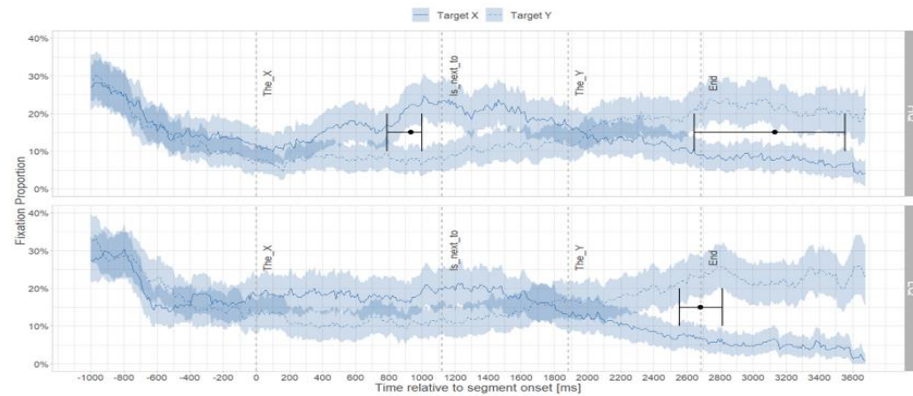 Target X Target Y
Fixation Proportion
40%
30%
20%
10%
0%
The_X
Is_next_to
The_Y
End
40%
30%
20%
10%
0%
The_X
Is_next_to
The_Y
End
-1000 -800 -600 -400 -200 0 200 400 600 800 1000 1200 1400 1600 1800 2000 2200 2400 2600 2800 3000 3200 3400 3600
Time relative to segment onset [ms]